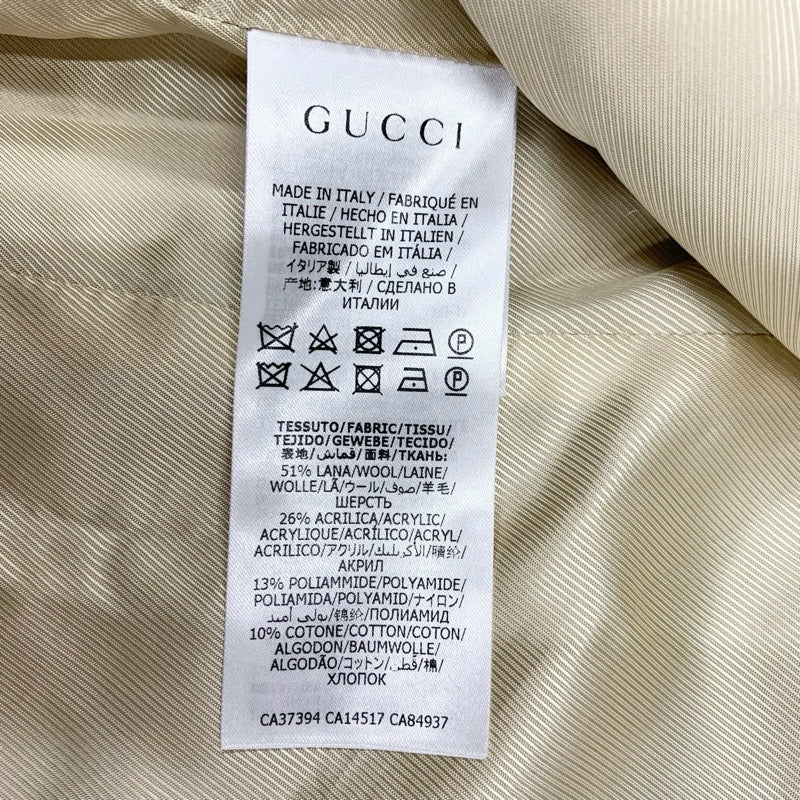 GUCCI
MADE IN ITALY / FABRIQUÉ EN
ITALIE / HECHO EN ITALIA /
HERGESTELLT IN ITALIEN /
FABRICADO EM ITÁLIA /
イタリア製 / صنع في إيطاليا /
产地:意大利 / СДЕЛАНО В
ИТАЛИИ
P
P
TESSUTO/FABRIC/TISSU/
TEJIDO/GEWEBE/TECIDO/
表地/قماش/面料/ТКАНЬ:
51% LANA/WOOL/LAINE/
WOLLE/LÃ/ウール/صوف/羊毛/
ШЕРСТЬ
26% ACRILICA/ACRYLIC/
ACRYLIQUE/ACRÍLICO/ACRYL/
ACRILICO/アクリル/الأكريليك/腈纶/
АКРИЛ
13% POLIAMMIDE/POLYAMIDE/
POLIAMIDA/POLYAMID/ナイロン/
بولي أميد/锦纶/ПОЛИАМИД
10% COTONE/COTTON/COTON/
ALGODON/BAUMWOLLE/
ALGODÃO/コットン/قطن/棉/
ХЛОПОК
CA37394 CA14517 CA84937